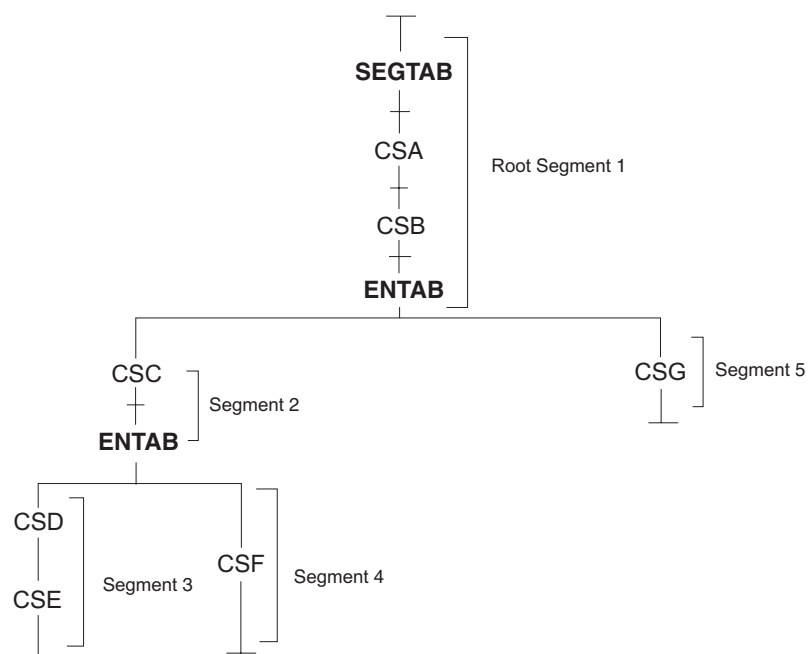 SEGTAB
CSA
Root Segment 1
CSB
ENTAB
CSC
Segment 2
ENTAB
CSG
Segment 5
CSD
CSE
Segment 3
CSF
Segment 4